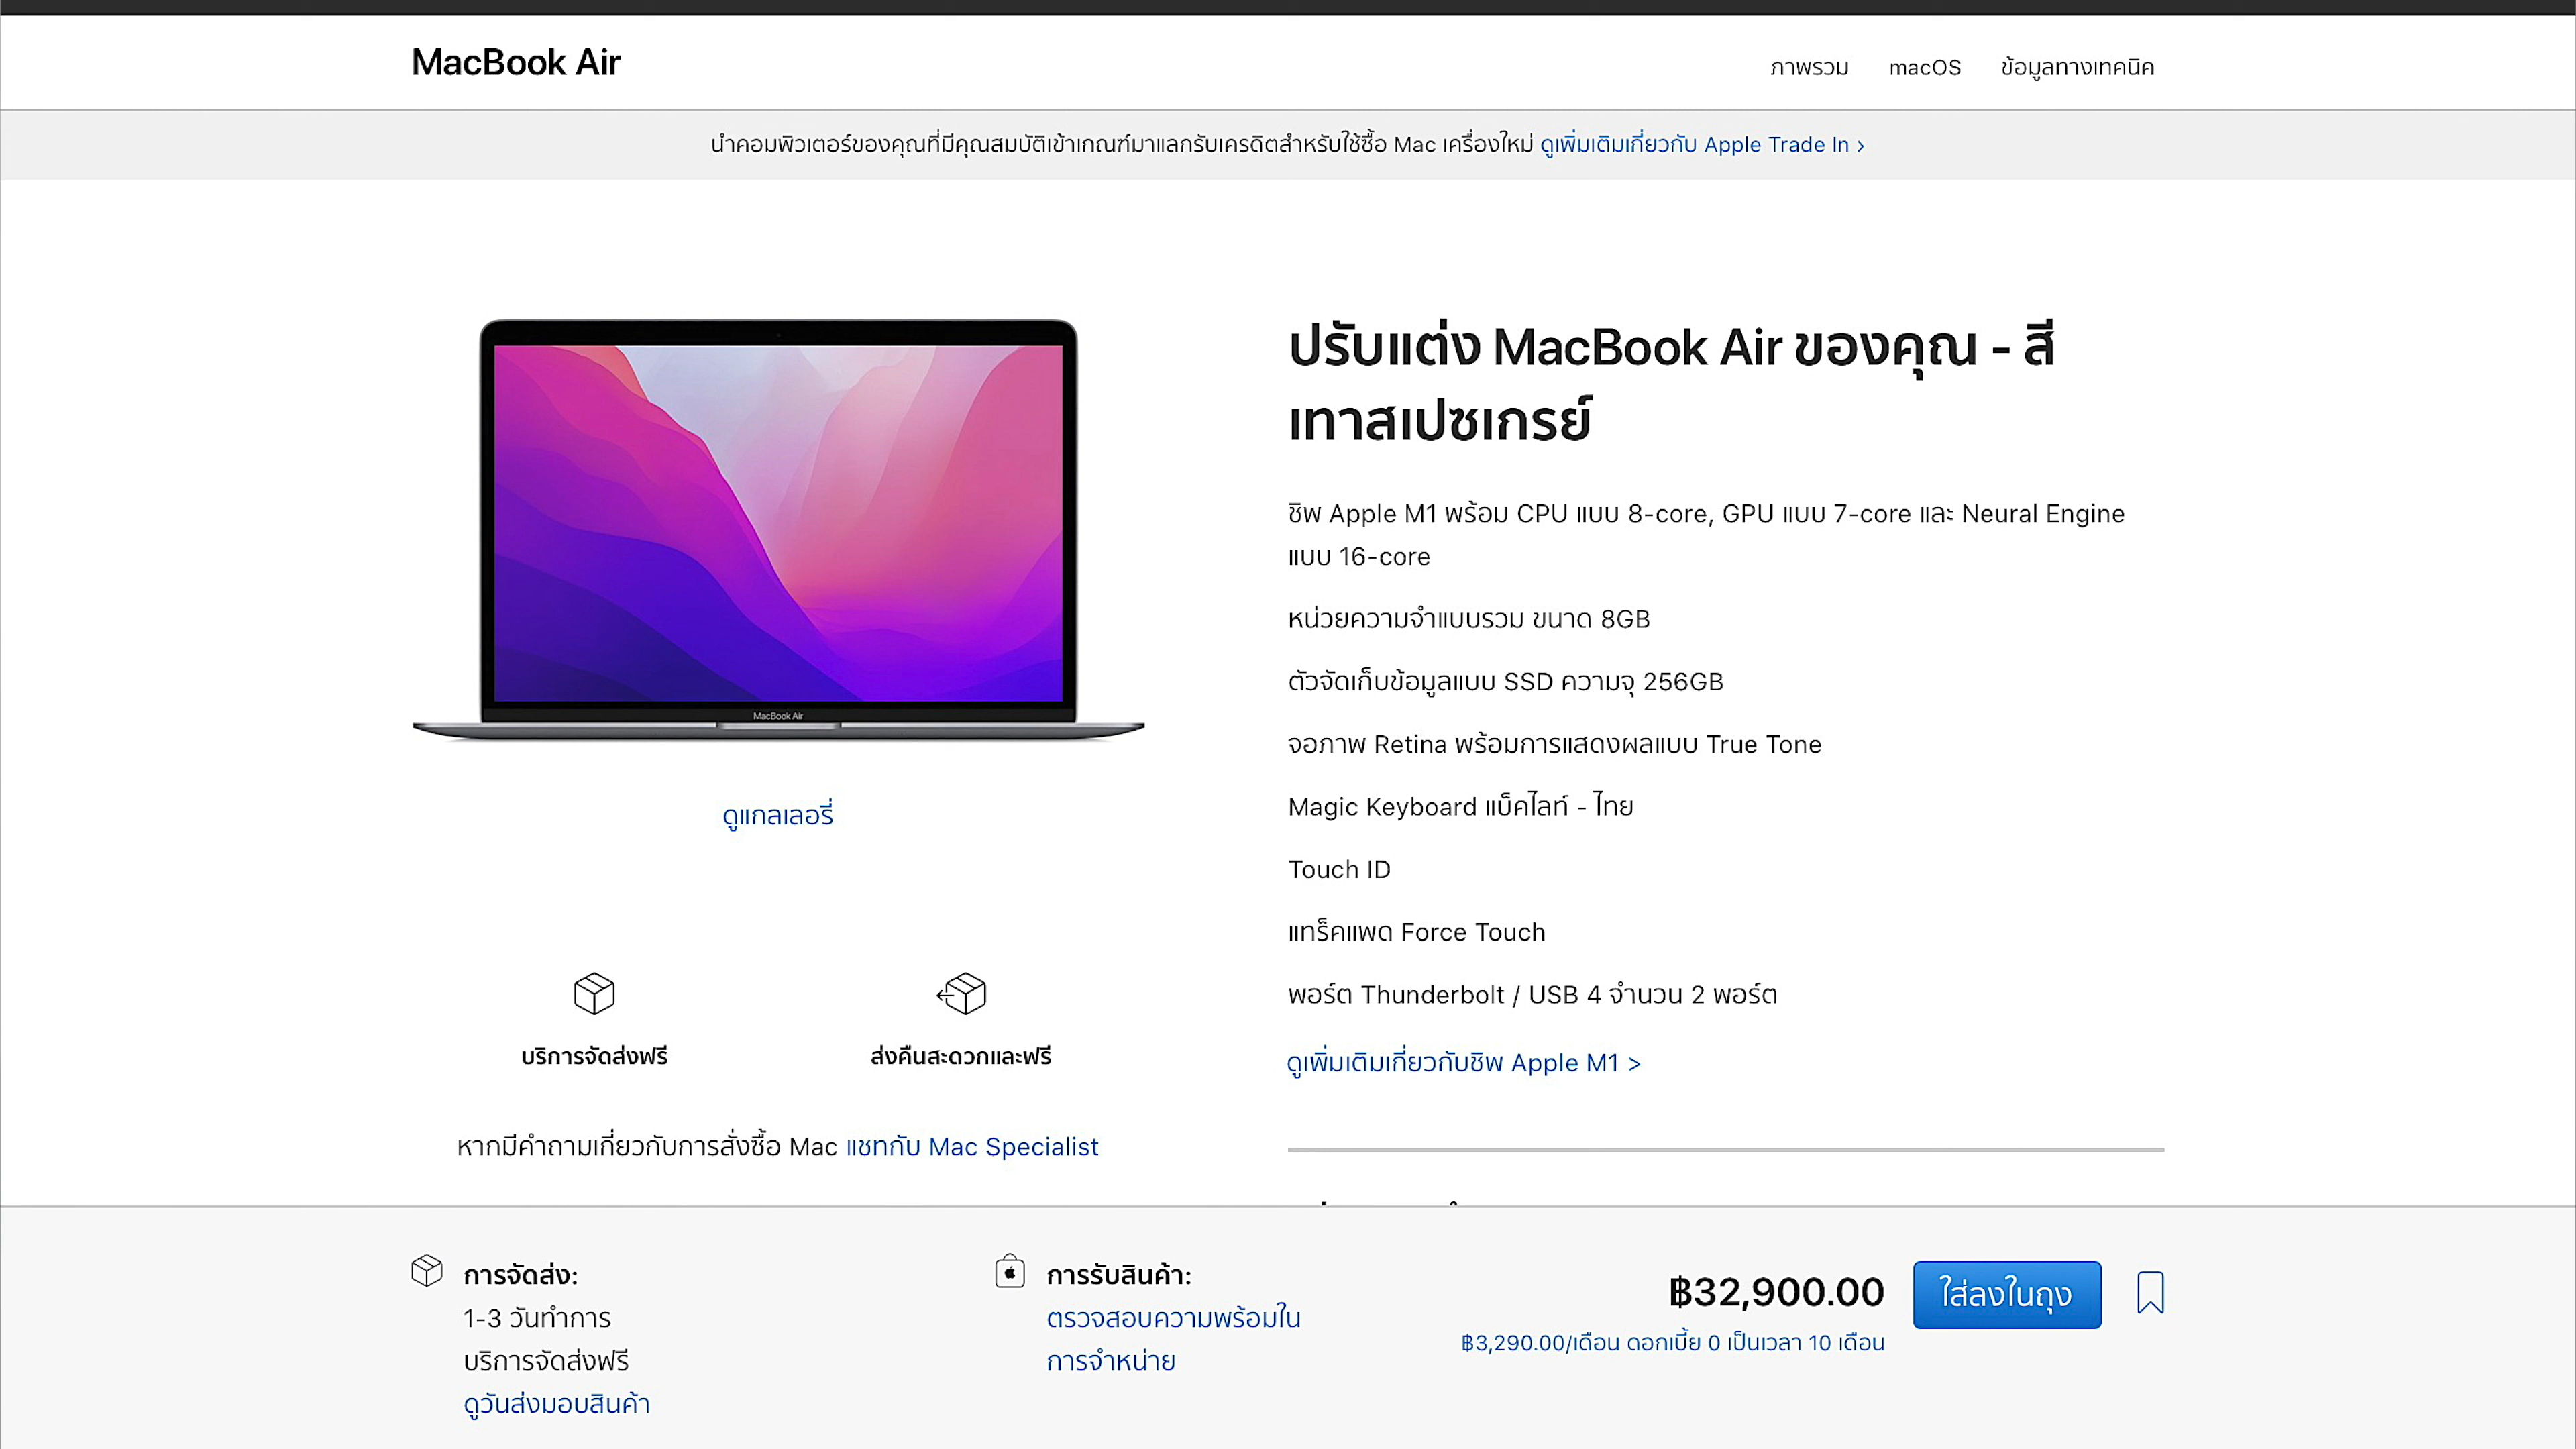 MacBook Air
ภาพรวม macOS ข้อมูลทางเทคนิค
นำคอมพิวเตอร์ของคุณที่มีคุณสมบัติเข้าเกณฑ์มาแลกรับเครดิตสำหรับใช้ซื้อ Mac เครื่องใหม่ ดูเพิ่มเติมเกี่ยวกับ Apple Trade In ›
MacBook Air
ดูแกลเลอรี่
บริการจัดส่งฟรี
ส่งคืนสะดวกและฟรี
หากมีคำถามเกี่ยวกับการสั่งซื้อ Mac แชทกับ Mac Specialist
ปรับแต่ง MacBook Air ของคุณ - สี
เทาสเปซเกรย์
ชิพ Apple M1 พร้อม CPU แบบ 8-core, GPU แบบ 7-core และ Neural Engine
แบบ 16-core
หน่วยความจำแบบรวม ขนาด 8GB
ตัวจัดเก็บข้อมูลแบบ SSD ความจุ 256GB
จอภาพ Retina พร้อมการแสดงผลแบบ True Tone
Magic Keyboard แบ็คไลท์ - ไทย
Touch ID
แทร็คแพด Force Touch
พอร์ต Thunderbolt / USB 4 จำนวน 2 พอร์ต
ดูเพิ่มเติมเกี่ยวกับชิพ Apple M1 >
การจัดส่ง:
1-3 วันทำการ
บริการจัดส่งฟรี
ดูวันส่งมอบสินค้า
การรับสินค้า:
ตรวจสอบความพร้อมใน
การจำหน่าย
฿32,900.00
฿3,290.00/เดือน ดอกเบี้ย 0 เป็นเวลา 10 เดือน
ใส่ลงในถุง